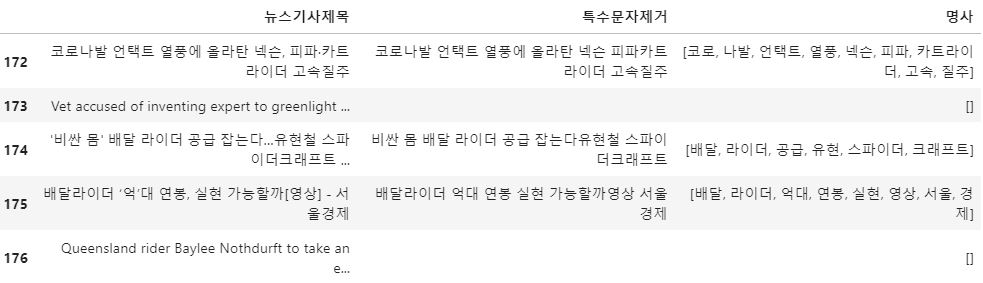 뉴스기사제목 특수문자제거 명사
172 코로나발 언택트 열풍에 올라탄 넥슨, 피파·카트 코로나발 언택트 열풍에 올라탄 넥슨 피파카트 [코로, 나발, 언택트, 열풍, 넥슨, 피파, 카트라이
라이더 고속질주 라이더 고속질주 더, 고속, 질주]
173 Vet accused of inventing expert to greenlight ... []
174 '비싼 몸' 배달 라이더 공급 잡는다...유현철 스파 비싼 몸 배달 라이더 공급 잡는다유현철 스파이 [배달, 라이더, 공급, 유현, 스파이더, 크래프트]
이더크래프트 ... 더크래프트
175 배달라이더 ‘억’대 연봉, 실현 가능할까[영상] - 서 배달라이더 억대 연봉 실현 가능할까영상 서울 [배달, 라이더, 억대, 연봉, 실현, 영상, 서울, 경
울경제 경제 제]
176 Queensland rider Baylee Nothdurft to take an []
e...